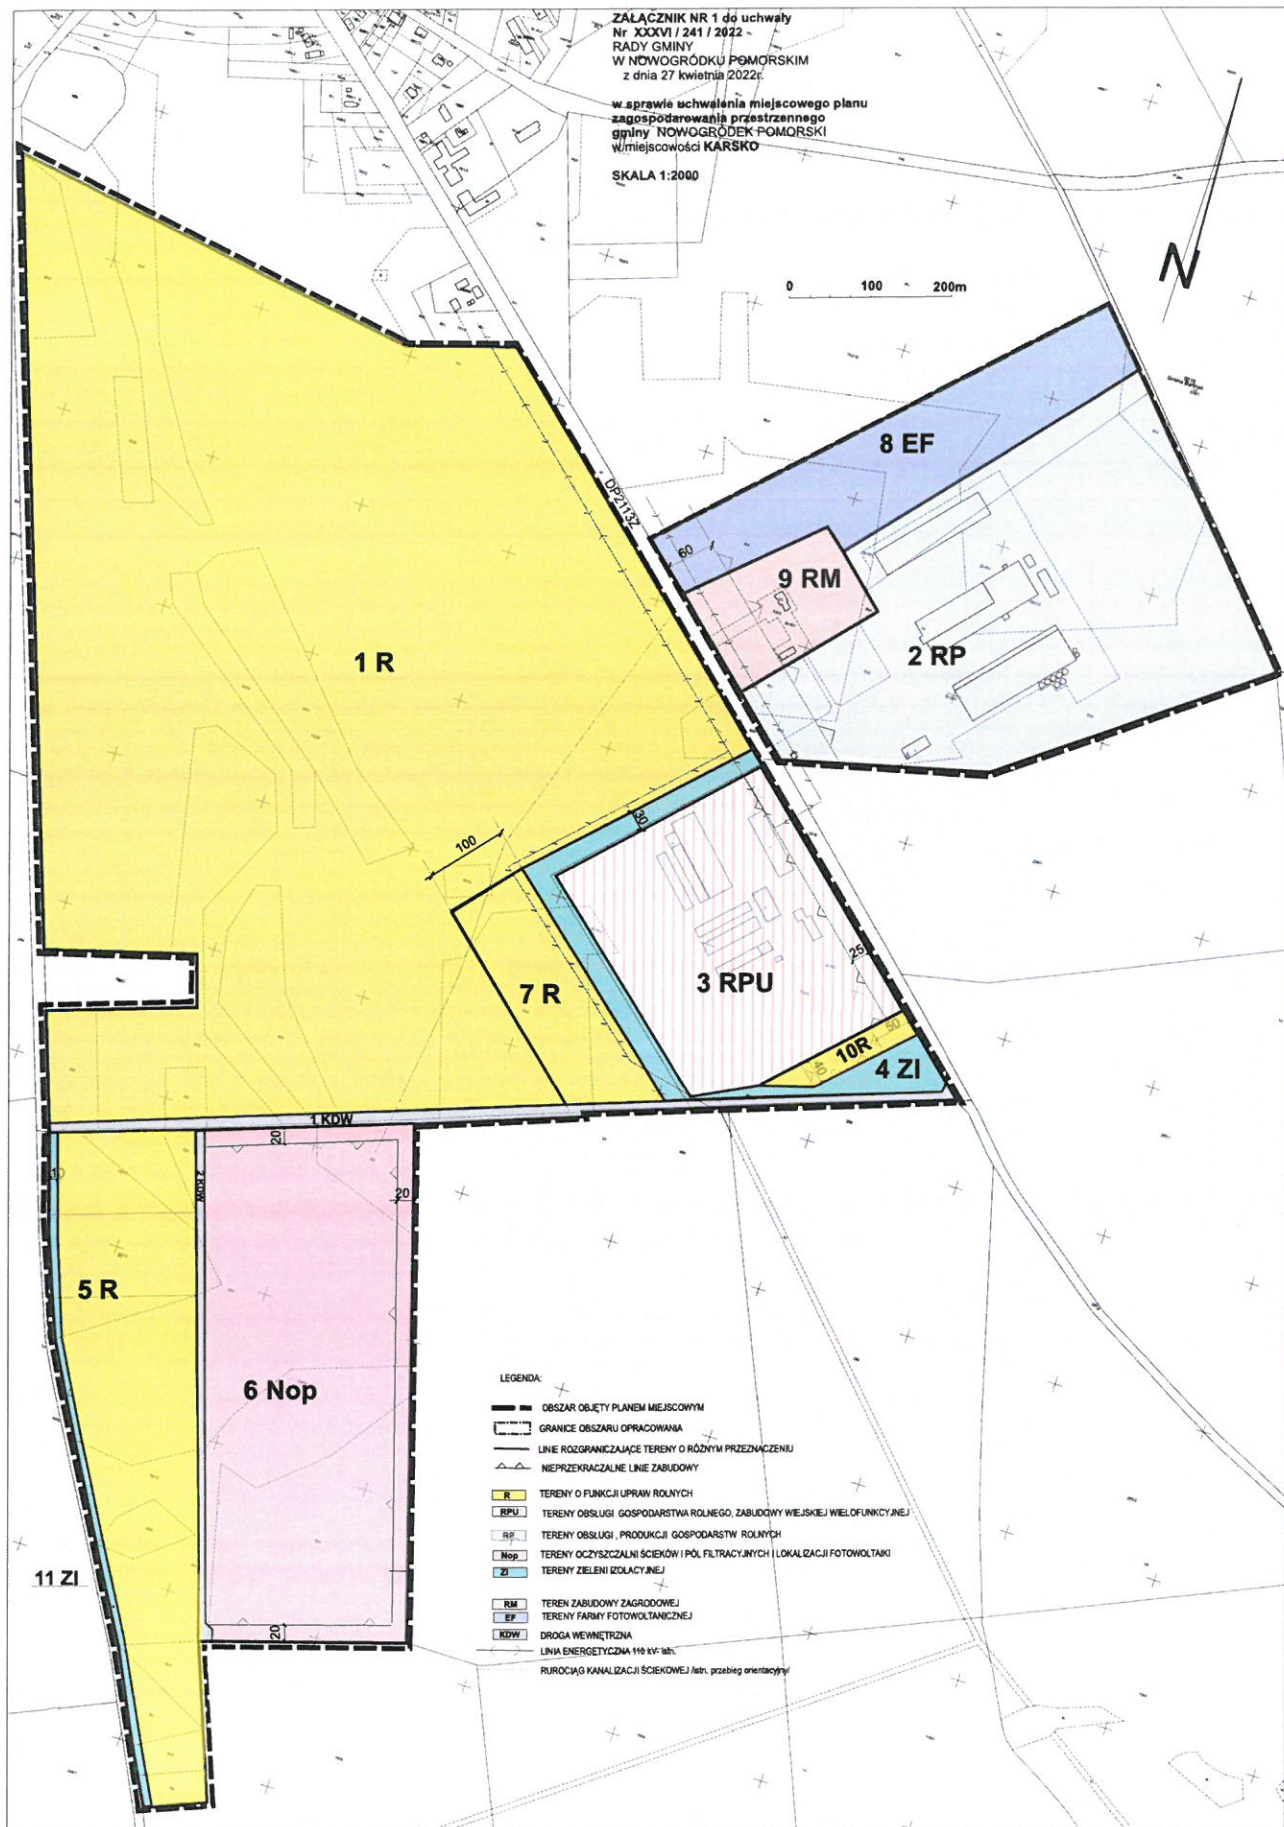 ZAŁĄCZNIK NR 1 do uchwały
Nr XXXVI / 241 / 2022
RADY GMINY
W NOWOGRÓDKU POMORSKIM
z dnia 27 kwietnia 2022r.
w sprawie uchwalenia miejscowego planu
zagospodarowania przestrzennego
gminy NOWOGRÓDEK POMORSKI
w miejscowości KARSKO
SKALA 1:2000
0 100 200m
N
8 EF
DP2113Z
60
9 RM
1 R
2 RP
30
100
25
3 RPU
7 R
50
10R
40
4 ZI
1 KDW
20
10
2 KDW
20
5 R
6 Nop
11 ZI
20
LEGENDA:
OBSZAR OBJĘTY PLANEM MIEJSCOWYM
GRANICE OBSZARU OPRACOWANIA
LINIE ROZGRANICZAJĄCE TERENY O RÓŻNYM PRZEZNACZENIU
NIEPRZEKRACZALNE LINIE ZABUDOWY
R TERENY O FUNKCJI UPRAW ROLNYCH
RPU TERENY OBSŁUGI GOSPODARSTWA ROLNEGO, ZABUDOWY WIEJSKIEJ WIELOFUNKCYJNEJ
RP TERENY OBSŁUGI , PRODUKCJI GOSPODARSTW ROLNYCH
Nop TERENY OCZYSZCZALNI ŚCIEKÓW I PÓL FILTRACYJNYCH I LOKALIZACJI FOTOWOLTAIKI
ZI TERENY ZIELENI IZOLACYJNEJ
RM TEREN ZABUDOWY ZAGRODOWEJ
EF TERENY FARMY FOTOWOLTANICZNEJ
KDW DROGA WEWNĘTRZNA
LINIA ENERGETYCZNA 110 kV- istn.
RUROCIĄG KANALIZACJI ŚCIEKOWEJ /istn. przebieg orientacyjny/